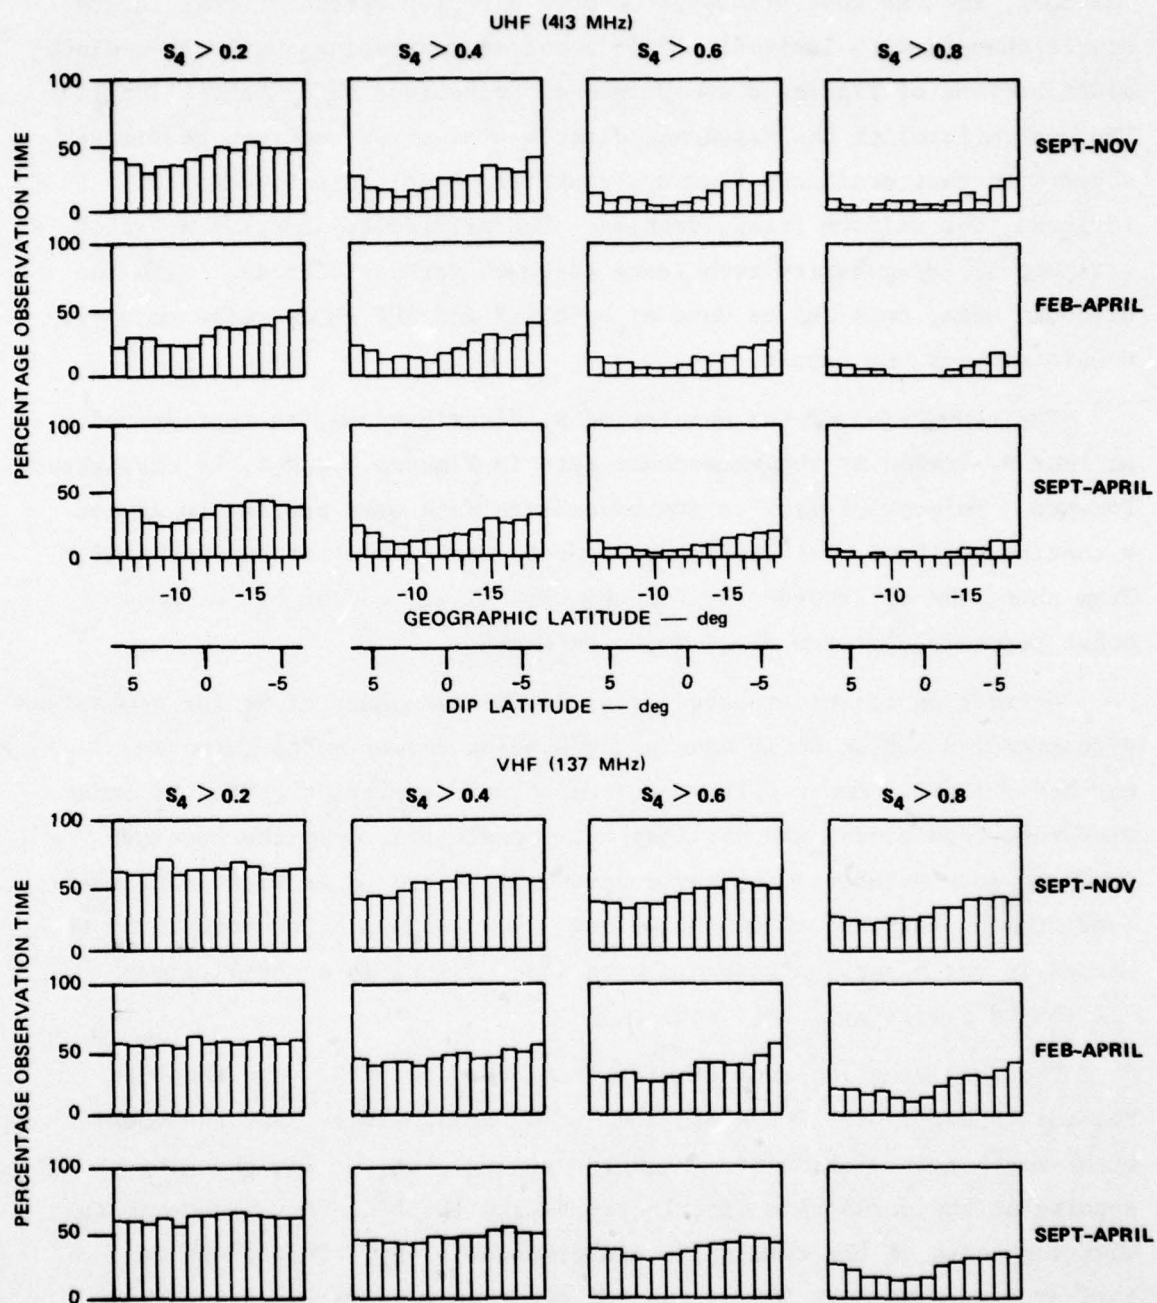 UHF (413 MHz)
S4 > 0.2 S4 > 0.4 S4 > 0.6 S4 > 0.8
PERCENTAGE OBSERVATION TIME
100
50
0
SEPT–NOV
100
50
0
FEB–APRIL
100
50
0
SEPT–APRIL
-10 -15 -10 -15 -10 -15 -10 -15
GEOGRAPHIC LATITUDE — deg
5 0 -5 5 0 -5 5 0 -5 5 0 -5
DIP LATITUDE — deg
VHF (137 MHz)
S4 > 0.2 S4 > 0.4 S4 > 0.6 S4 > 0.8
PERCENTAGE OBSERVATION TIME
100
50
0
SEPT–NOV
100
50
0
FEB–APRIL
100
50
0
SEPT–APRIL